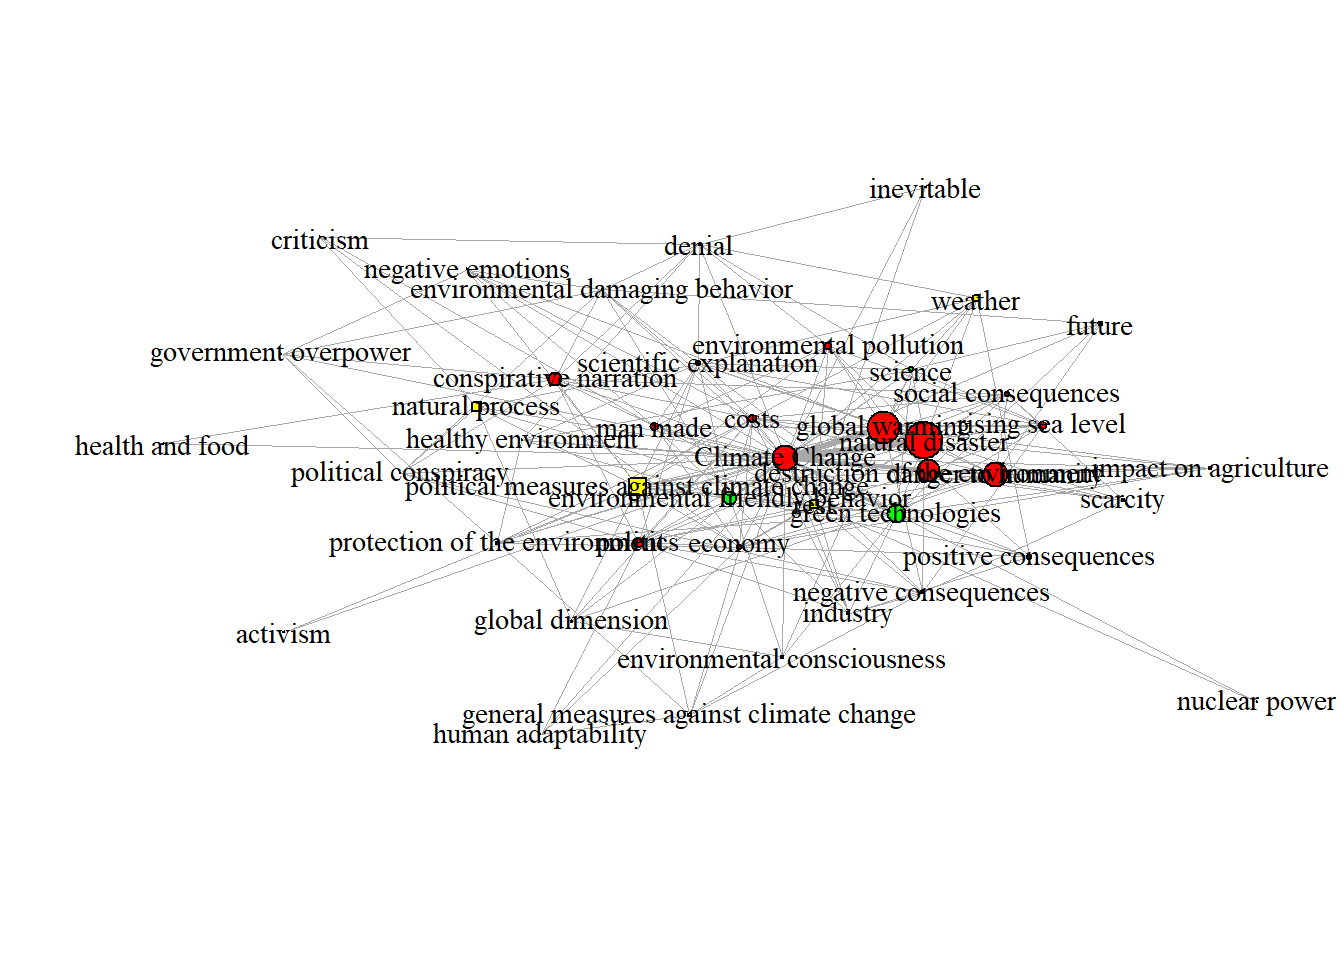 inevitable
criticism
denial
negative emotions
environmental damaging behavior
weather
future
environmental pollution
government overpower
scientific explanation
science
conspirative narration
social consequences
natural process
costs
rising sea level
global warming
man made
healthy environment
natural disaster
health and food
Climate Change
impact on agriculture
political conspiracy
destruction of the environment
danger to humanity
political measures against climate change
environmental friendly behavior
scarcity
rest
green technologies
protection of the environment
politics
economy
positive consequences
negative consequences
industry
global dimension
activism
environmental consciousness
nuclear power
general measures against climate change
human adaptability